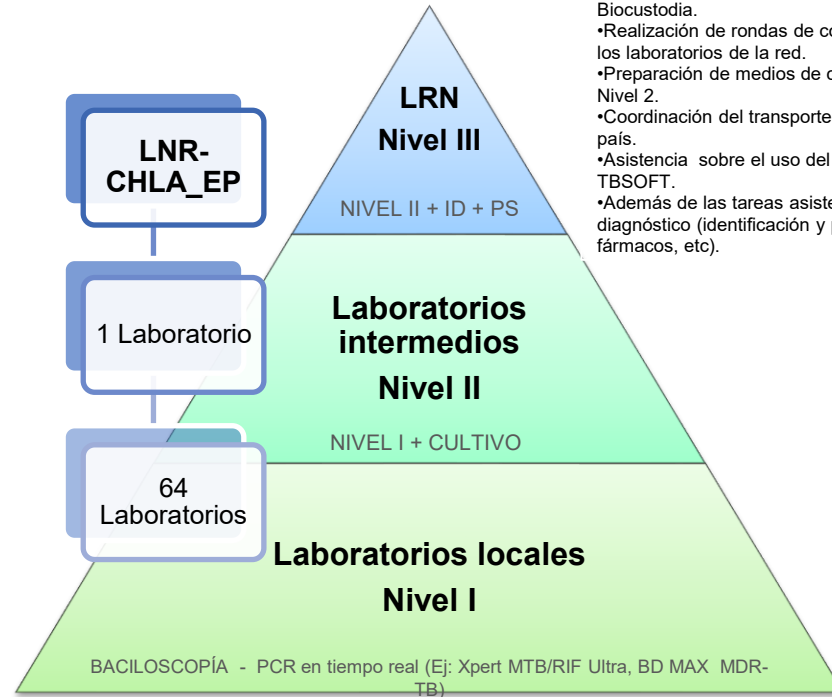 Biocustodia.
•Realización de rondas de
los laboratorios de la red.
•Preparación de medios de
Nivel 2.
•Coordinación del transporte
país.
•Asistencia sobre el uso del
TBSOFT.
•Además de las tareas
diagnóstico (identificación y
fármacos, etc).
LRN
Nivel III
NIVEL II + ID + PS
LNR-
CHLA_EP
Laboratorios
intermedios
Nivel II
NIVEL I + CULTIVO
1 Laboratorio
64
Laboratorios
Laboratorios locales
Nivel I
BACILOSCOPÍA - PCR en tiempo real (Ej: Xpert MTB/RIF Ultra, BD MAX MDR-
TB)